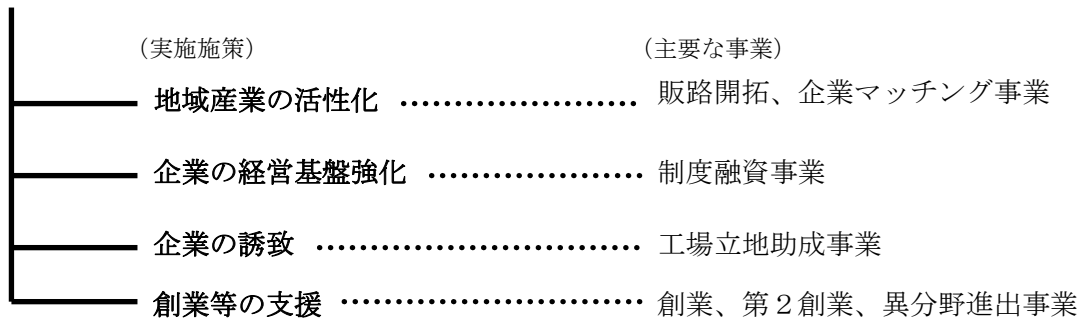 （実施施策） （主要な事業）
地域産業の活性化 ………………………… 販路開拓、企業マッチング事業
企業の経営基盤強化 ……………………… 制度融資事業
企業の誘致 ………………………………… 工場立地助成事業
創業等の支援 ……………………………… 創業、第２創業、異分野進出事業